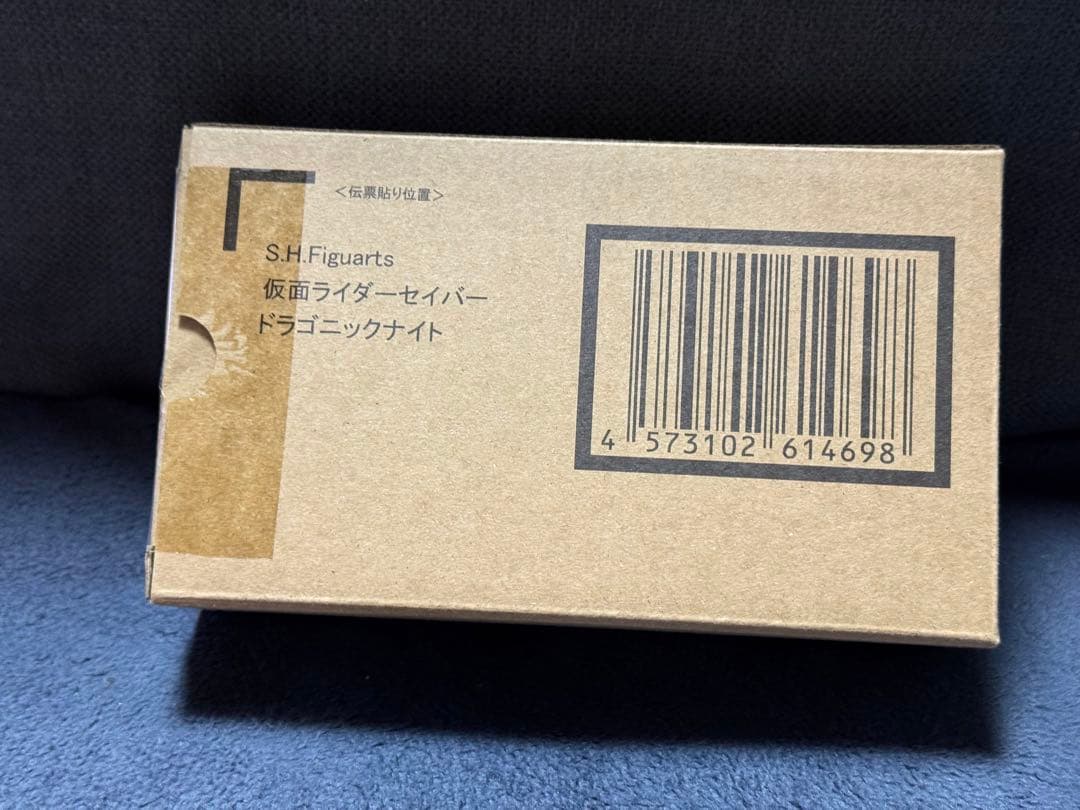 <伝票貼り位置>
S.H.Figuarts
仮面ライダーセイバー
ドラゴニックナイト
4 573102 614698